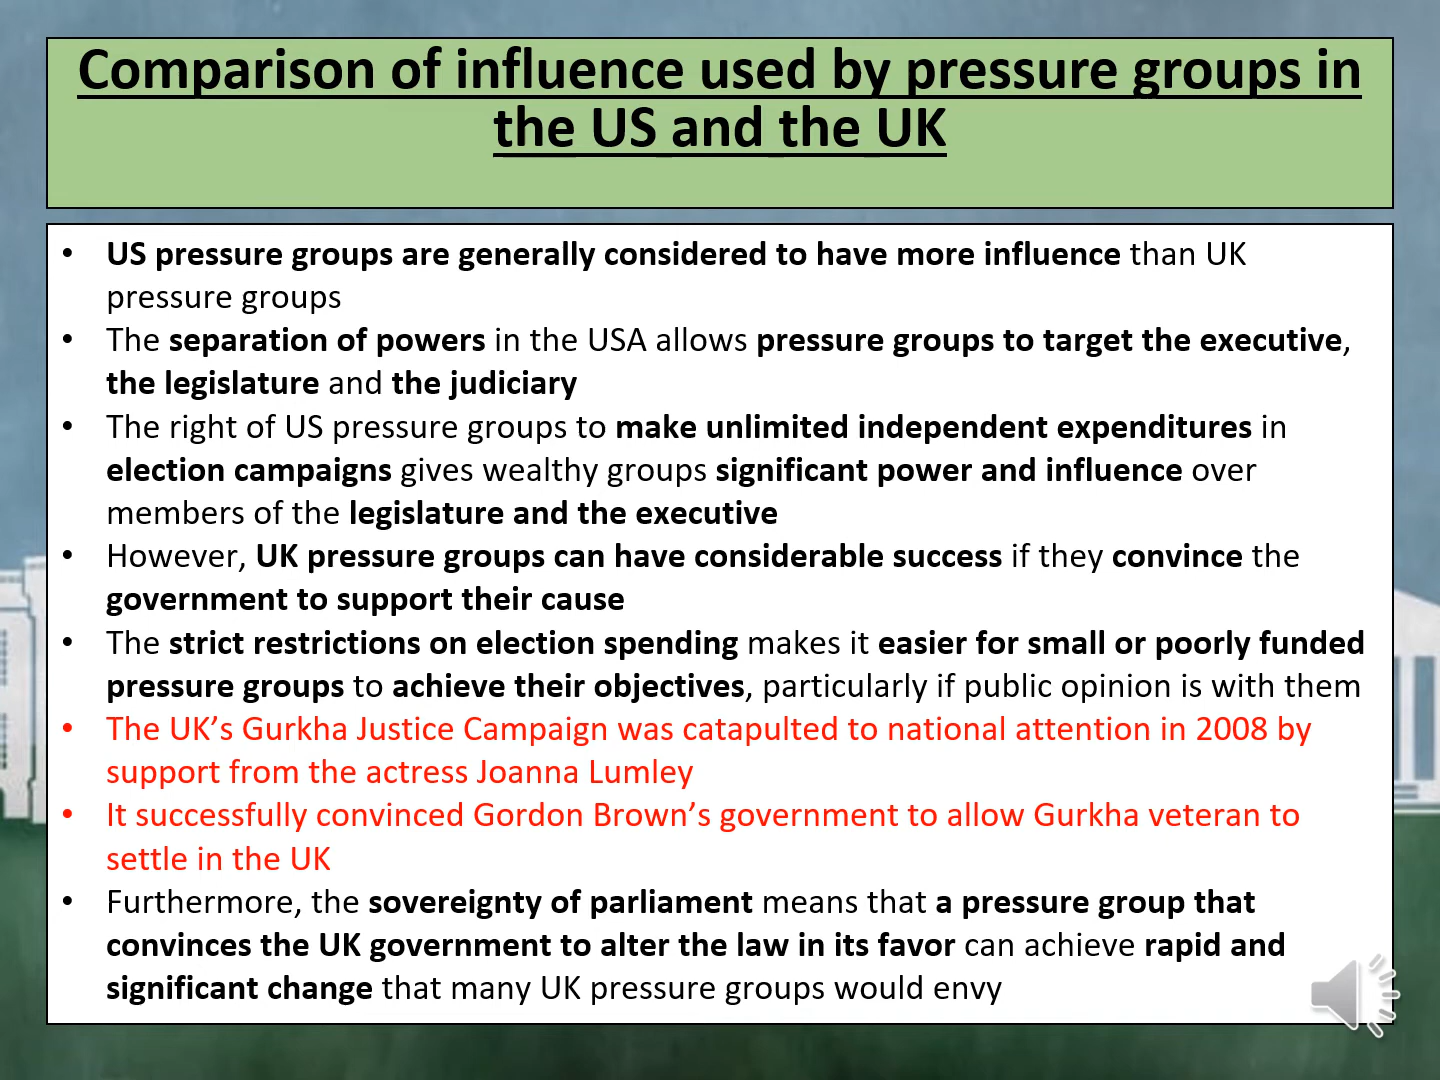 Comparison of influence used by pressure groups in
the US and the UK
• US pressure groups are generally considered to have more influence than UK
pressure groups
• The separation of powers in the USA allows pressure groups to target the executive,
the legislature and the judiciary
• The right of US pressure groups to make unlimited independent expenditures in
election campaigns gives wealthy groups significant power and influence over
members of the legislature and the executive
• However, UK pressure groups can have considerable success if they convince the
government to support their cause
• The strict restrictions on election spending makes it easier for small or poorly funded
pressure groups to achieve their objectives, particularly if public opinion is with them
• The UK’s Gurkha Justice Campaign was catapulted to national attention in 2008 by
support from the actress Joanna Lumley
• It successfully convinced Gordon Brown’s government to allow Gurkha veteran to
settle in the UK
• Furthermore, the sovereignty of parliament means that a pressure group that
convinces the UK government to alter the law in its favor can achieve rapid and
significant change that many UK pressure groups would envy